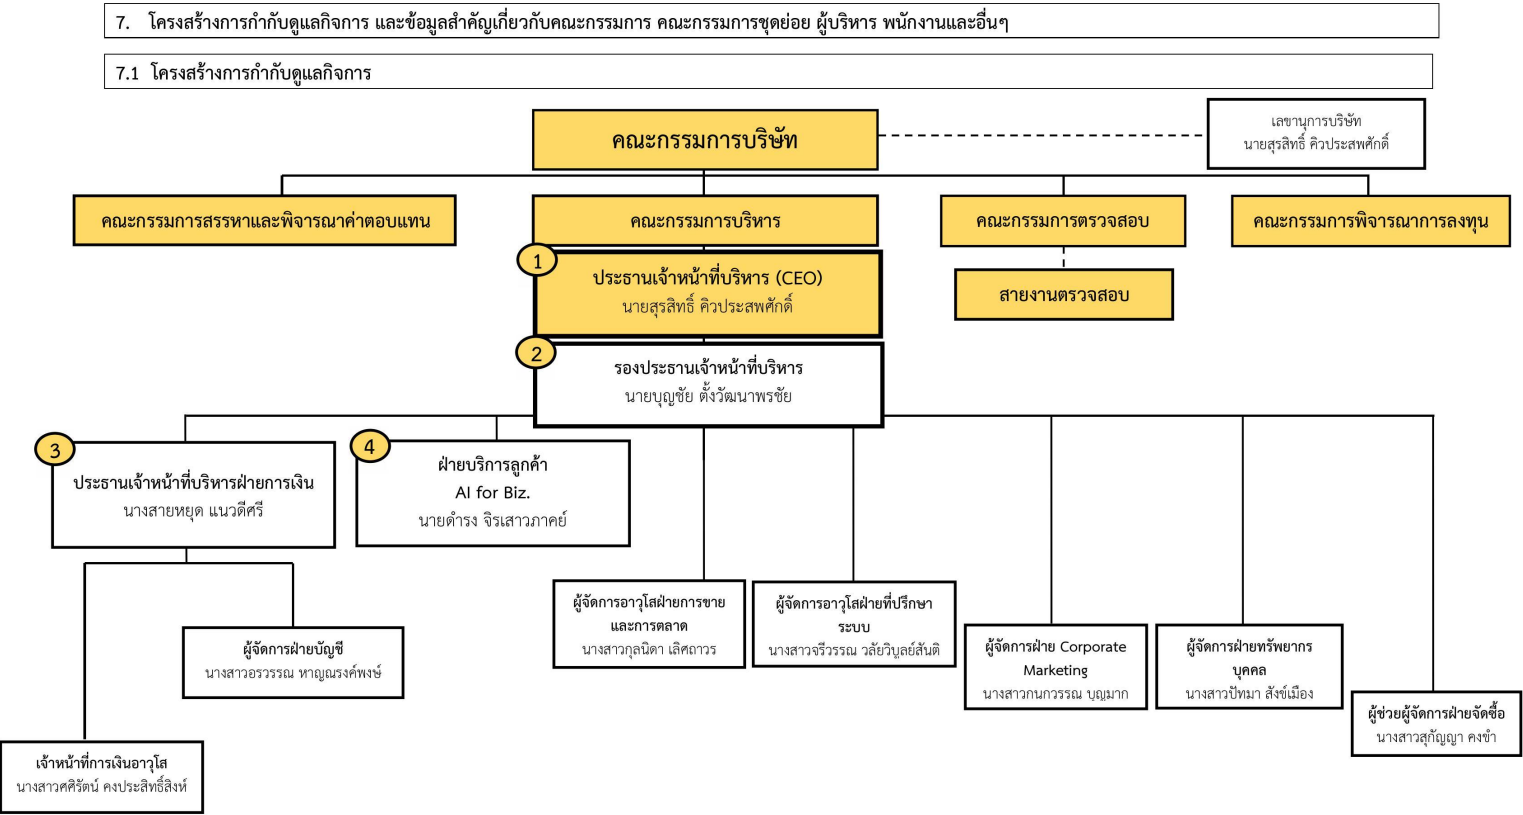 7. โครงสร้างการกำกับดูแลกิจการ และข้อมูลสำคัญเกี่ยวกับคณะกรรมการ คณะกรรมการชุดย่อย ผู้บริหาร พนักงานและอื่นๆ
7.1 โครงสร้างการกำกับดูแลกิจการ
คณะกรรมการบริษัท
เลขานุการบริษัท
นายสุรสิทธิ์ คิวประสพศักดิ์
คณะกรรมการสรรหาและพิจารณาค่าตอบแทน
คณะกรรมการบริหาร
คณะกรรมการตรวจสอบ
คณะกรรมการพิจารณาการลงทุน
1
ประธานเจ้าหน้าที่บริหาร (CEO)
นายสุรสิทธิ์ คิวประสพศักดิ์
สายงานตรวจสอบ
2
รองประธานเจ้าหน้าที่บริหาร
นายบุญชัย ตั้งวัฒนาพรชัย
3
ประธานเจ้าหน้าที่บริหารฝ่ายการเงิน
นางสายหยุด แนวดีศรี
4
ฝ่ายบริการลูกค้า
AI for Biz.
นายดำรง จิรเสาวภาคย์
ผู้จัดการอาวุโสฝ่ายการขาย
และการตลาด
นางสาวกุลนิดา เลิศถาวร
ผู้จัดการอาวุโสฝ่ายที่ปรึกษา
ระบบ
นางสาวจรีวรรณ วลัยวิบูลย์สันติ
ผู้จัดการฝ่าย Corporate
Marketing
นางสาวกนกวรรณ บุญมาก
ผู้จัดการฝ่ายทรัพยากร
บุคคล
นางสาวปัทมา สังข์เมือง
ผู้ช่วยผู้จัดการฝ่ายจัดซื้อ
นางสาวสุกัญญา คงขำ
ผู้จัดการฝ่ายบัญชี
นางสาวอรวรรณ หาญณรงค์พงษ์
เจ้าหน้าที่การเงินอาวุโส
นางสาวศศิรัตน์ คงประสิทธิ์สิงห์